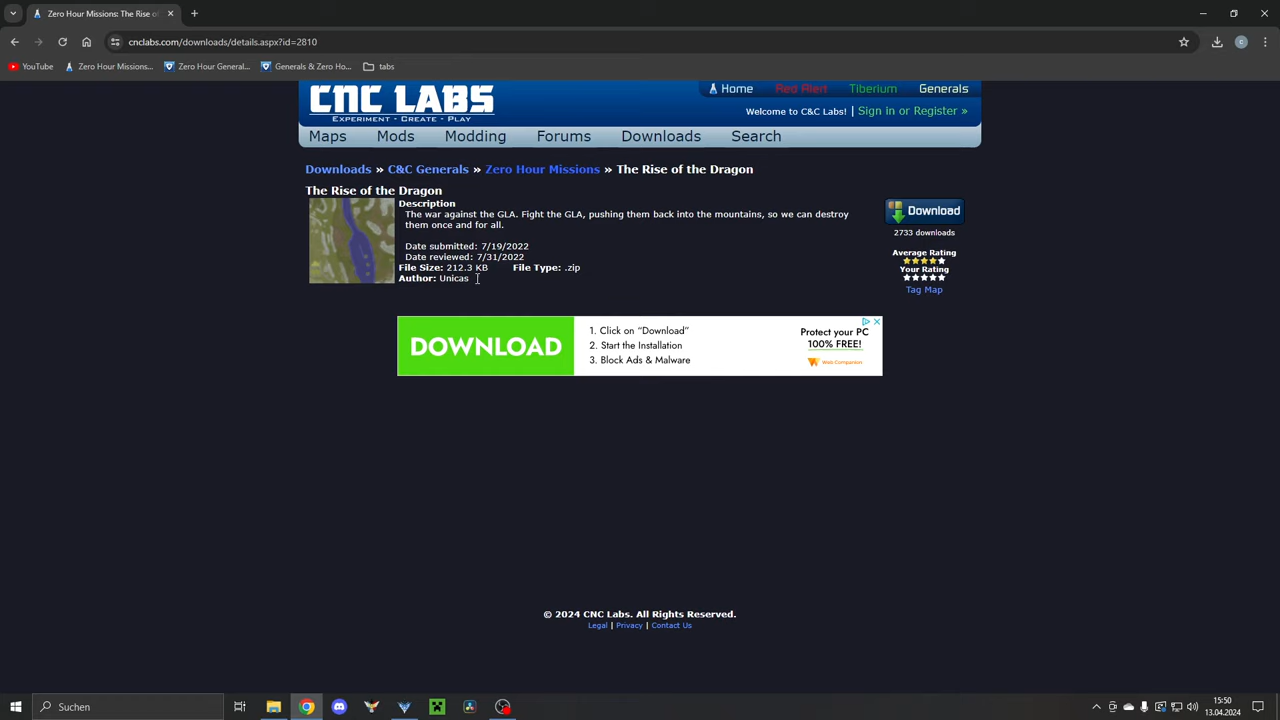 Zero Hour Missions: The Rise of
cnclabs.com/downloads/details.aspx?id=2810
YouTube
Zero Hour Missions...
Zero Hour General...
Generals & Zero Ho...
tabs
CNC LABS
EXPERIMENT - CREATE - PLAY
Home Red Alert Tiberium Generals
Welcome to C&C Labs! | Sign in or Register »
Maps Mods Modding Forums Downloads Search
Downloads » C&C Generals » Zero Hour Missions » The Rise of the Dragon
The Rise of the Dragon
Description
The war against the GLA. Fight the GLA, pushing them back into the mountains, so we can destroy
them once and for all.
Date submitted: 7/19/2022
Date reviewed: 7/31/2022
File Size: 212.3 KB File Type: .zip
Author: Unicas
Download
2733 downloads
Average Rating
Your Rating
Tag Map
DOWNLOAD
1. Click on “Download”
2. Start the Installation
3. Block Ads & Malware
Protect your PC
100% FREE!
Web Companion
© 2024 CNC Labs. All Rights Reserved.
Legal | Privacy | Contact Us
Suchen
15:50
13.04.2024